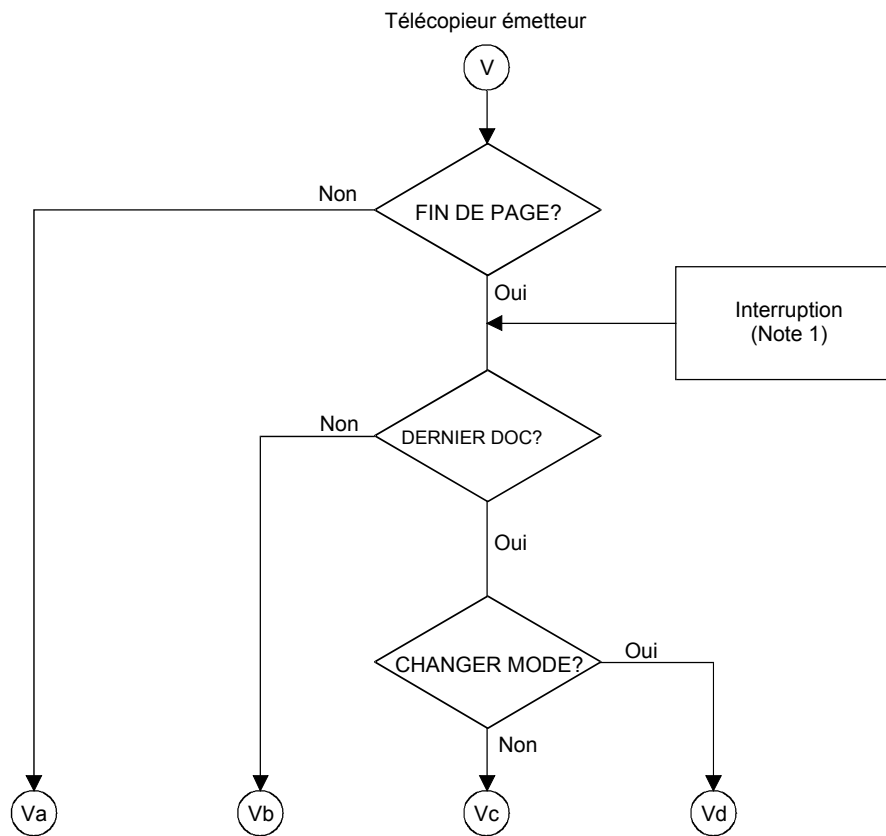 Télécopieur émetteur
V
Non
FIN DE PAGE?
Oui
Interruption
(Note 1)
Non
DERNIER DOC?
Oui
CHANGER MODE?
Oui
Non
Va
Vb
Vc
Vd